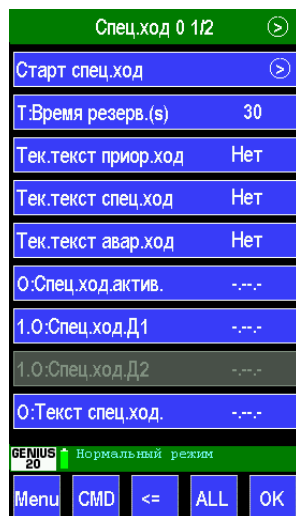 Спец.ход 0 1/2 >
Старт спец.ход >
Т:Время резерв.(s) 30
Тек.текст приор.ход Нет
Тек.текст спец.ход Нет
Тек.текст авар.ход Нет
О:Спец.ход.актив. -.--.-
1.О:Спец.ход.Д1 -.--.-
1.О:Спец.ход.Д2 -.--.-
О:Текст спец.ход. -.--.-
GENIUS 20 Нормальный режим
Menu CMD <= ALL OK